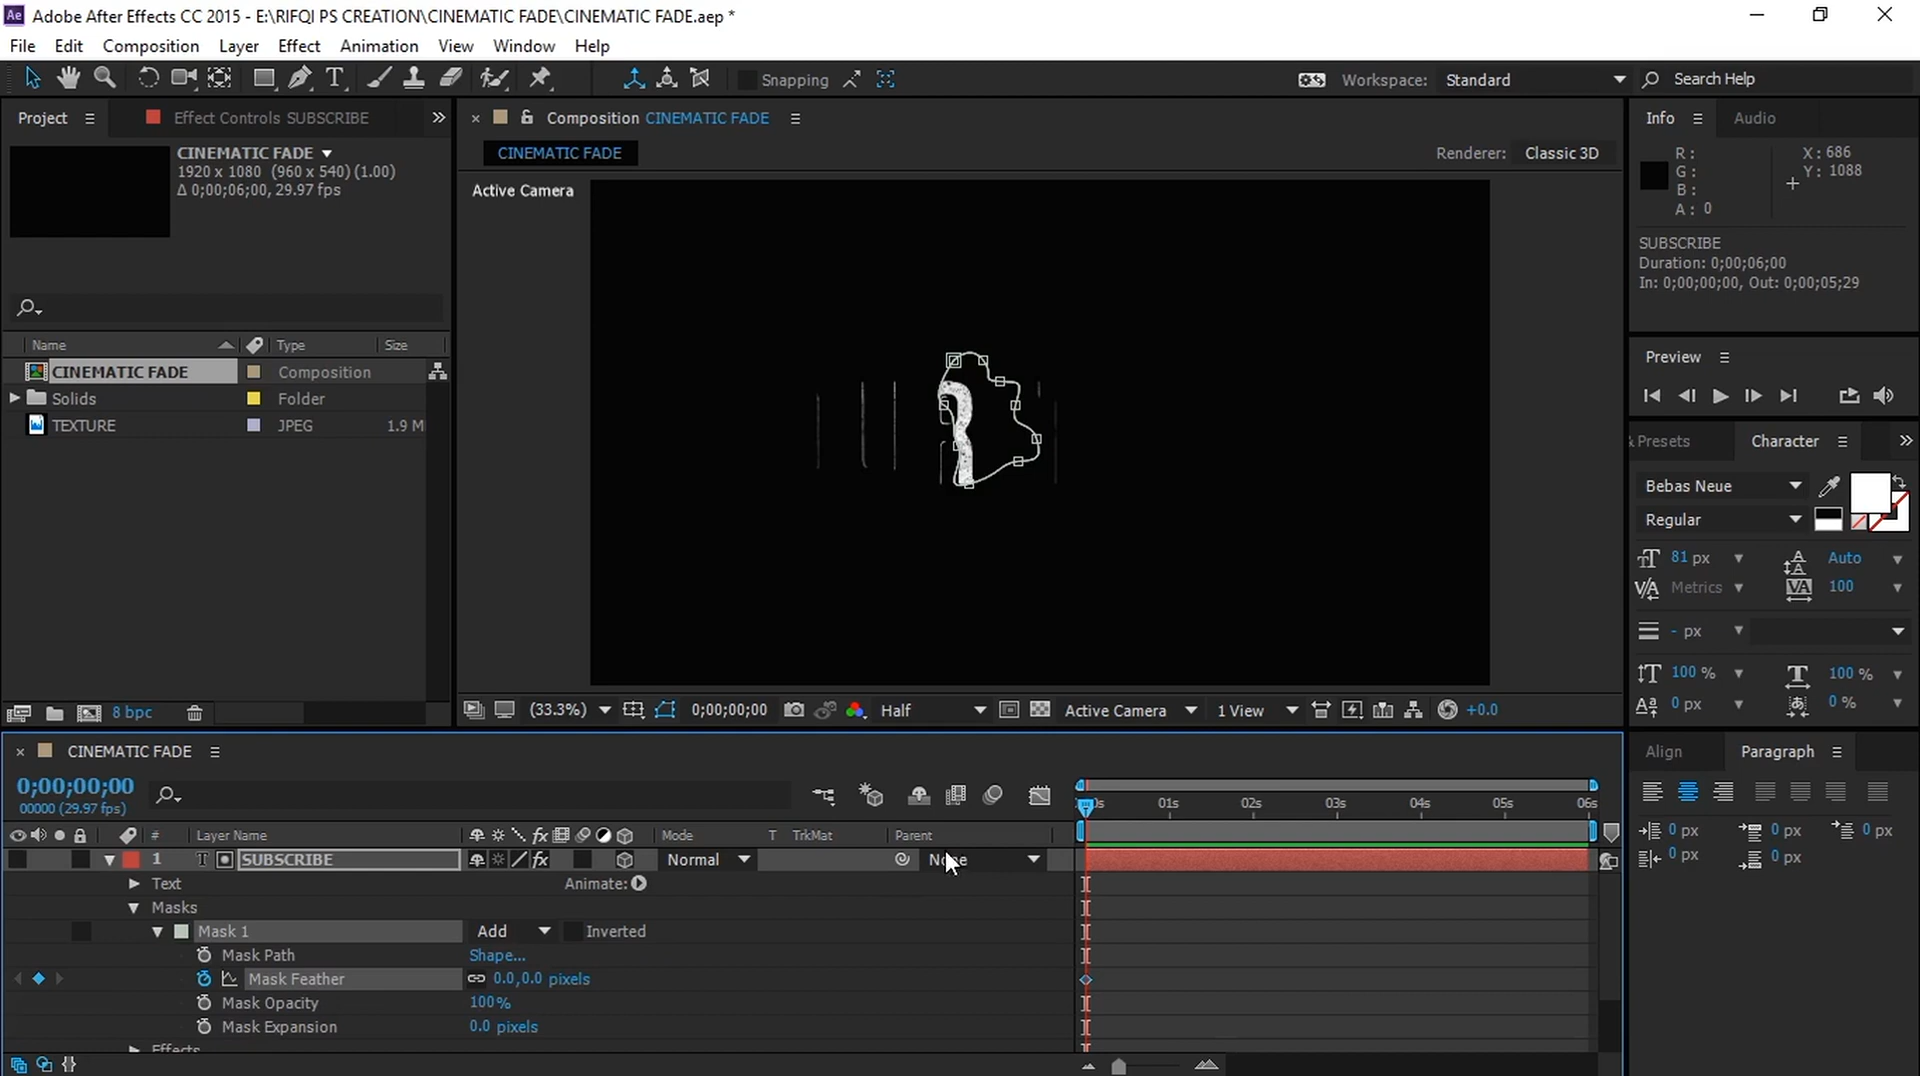 Ae Adobe After Effects CC 2015 - E:\RIFQI PS CREATION\CINEMATIC FADE\CINEMATIC FADE.aep *
File Edit Composition Layer Effect Animation View Window Help
Snapping Workspace: Standard Search Help
Project Effect Controls SUBSCRIBE
CINEMATIC FADE
1920 x 1080 (960 x 540) (1.00)
Δ 0;00;06;00, 29.97 fps
Name Type Size
CINEMATIC FADE Composition
Solids Folder
TEXTURE JPEG 1.9 M
8 bpc
Composition CINEMATIC FADE
CINEMATIC FADE Renderer: Classic 3D
Active Camera
(33.3%) 0;00;00;00 Half Active Camera 1 View +0.0
Info Audio
R: X: 686
G: Y: 1088
B:
A: 0
SUBSCRIBE
Duration: 0;00;06;00
In: 0;00;00;00, Out: 0;00;05;29
Preview
& Presets Character
Bebas Neue
Regular
81 px Auto
Metrics 100
- px
100 % 100 %
0 px 0 %
Align Paragraph
0 px 0 px 0 px
0 px 0 px
CINEMATIC FADE
0;00;00;00
00000 (29.97 fps)
01s 02s 03s 04s 05s 06s
# Layer Name fx Mode T TrkMat Parent
1 T SUBSCRIBE fx Normal None
Text Animate:
Masks
Mask 1 Add Inverted
Mask Path Shape...
Mask Feather 0.0,0.0 pixels
Mask Opacity 100%
Mask Expansion 0.0 pixels
Effects